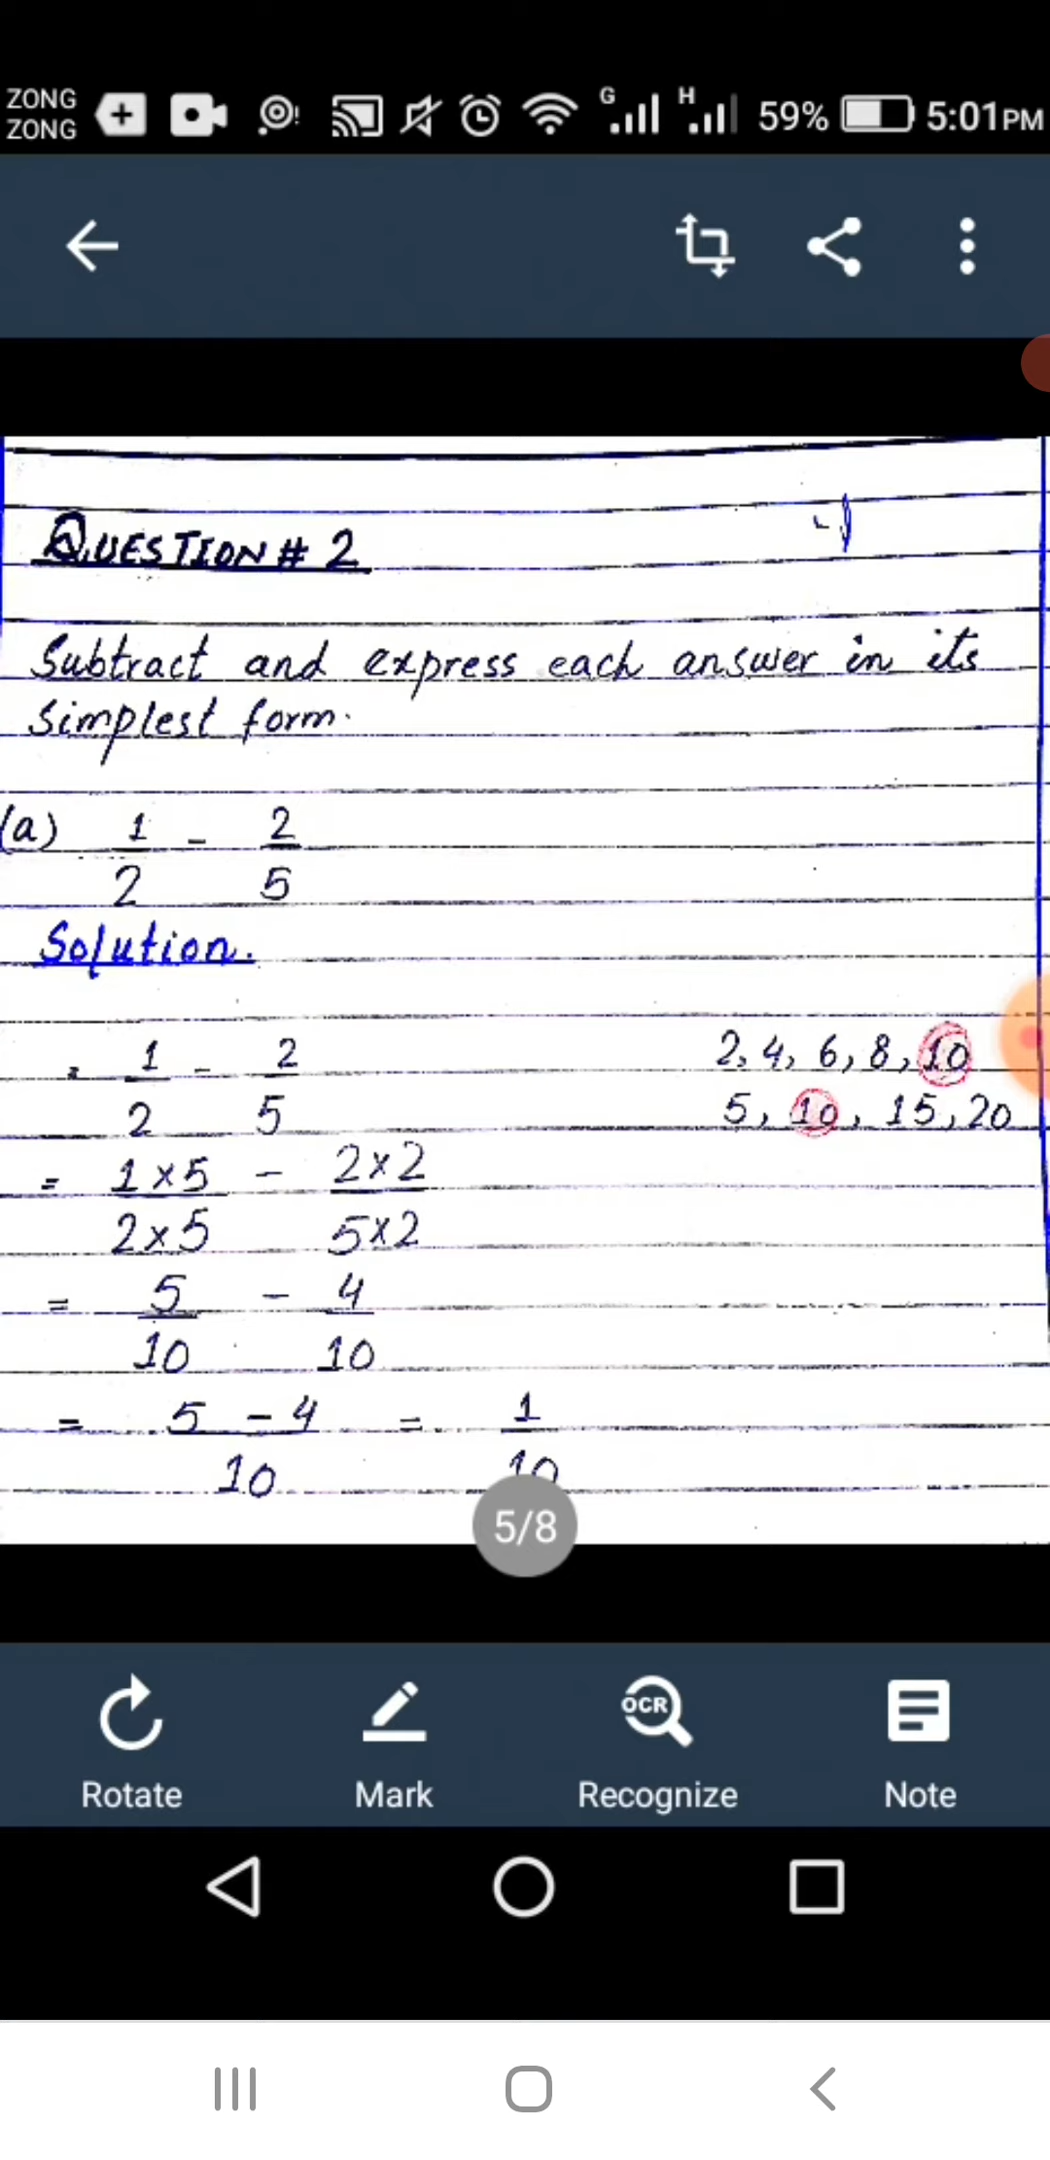 ZONG
ZONG
G H 59% 5:01PM
QUESTION # 2
Subtract and express each answer in its
simplest form.
(a) 1/2 - 2/5
Solution.
= 1/2 - 2/5
2, 4, 6, 8, 10
5, 10, 15, 20
= 1×5/2×5 - 2×2/5×2
= 5/10 - 4/10
= 5-4/10 = 1/10
5/8
Rotate Mark OCR Recognize Note